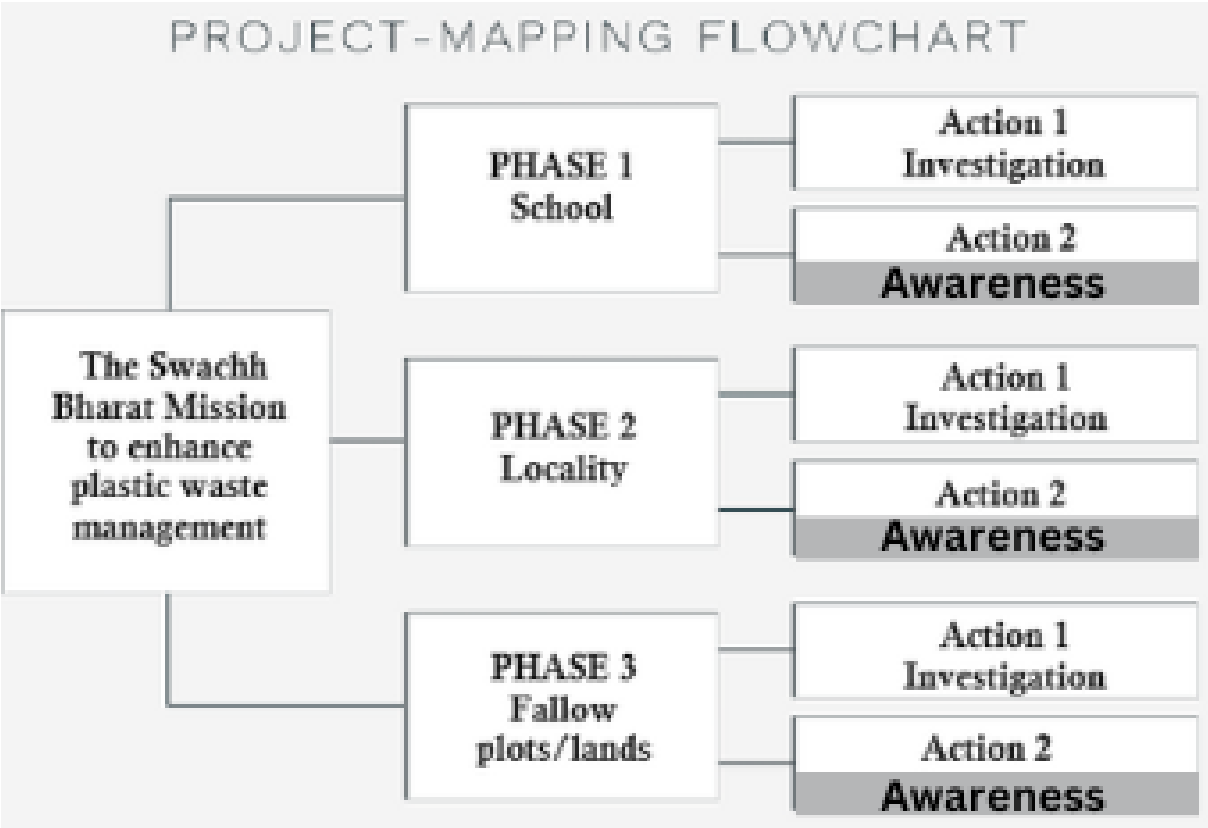 PROJECT-MAPPING FLOWCHART
The Swachh
Bharat Mission
to enhance
plastic waste
management
PHASE 1
School
Action 1
Investigation
Action 2
Awareness
PHASE 2
Locality
Action 1
Investigation
Action 2
Awareness
PHASE 3
Fallow
plots/lands
Action 1
Investigation
Action 2
Awareness